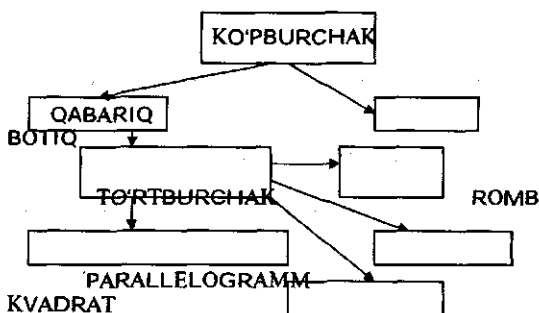 KO'PBURCHAK
QABARIQ
BOTIQ
TO'RTBURCHAK ROMB
PARALLELOGRAMM
KVADRAT